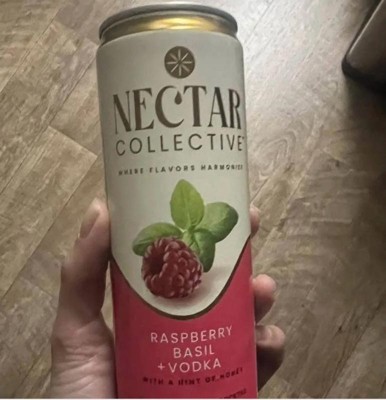 NECTAR
COLLECTIVE
WHERE FLAVORS HARMONIZE
RASPBERRY
BASIL
+ VODKA
WITH A HINT OF HONEY